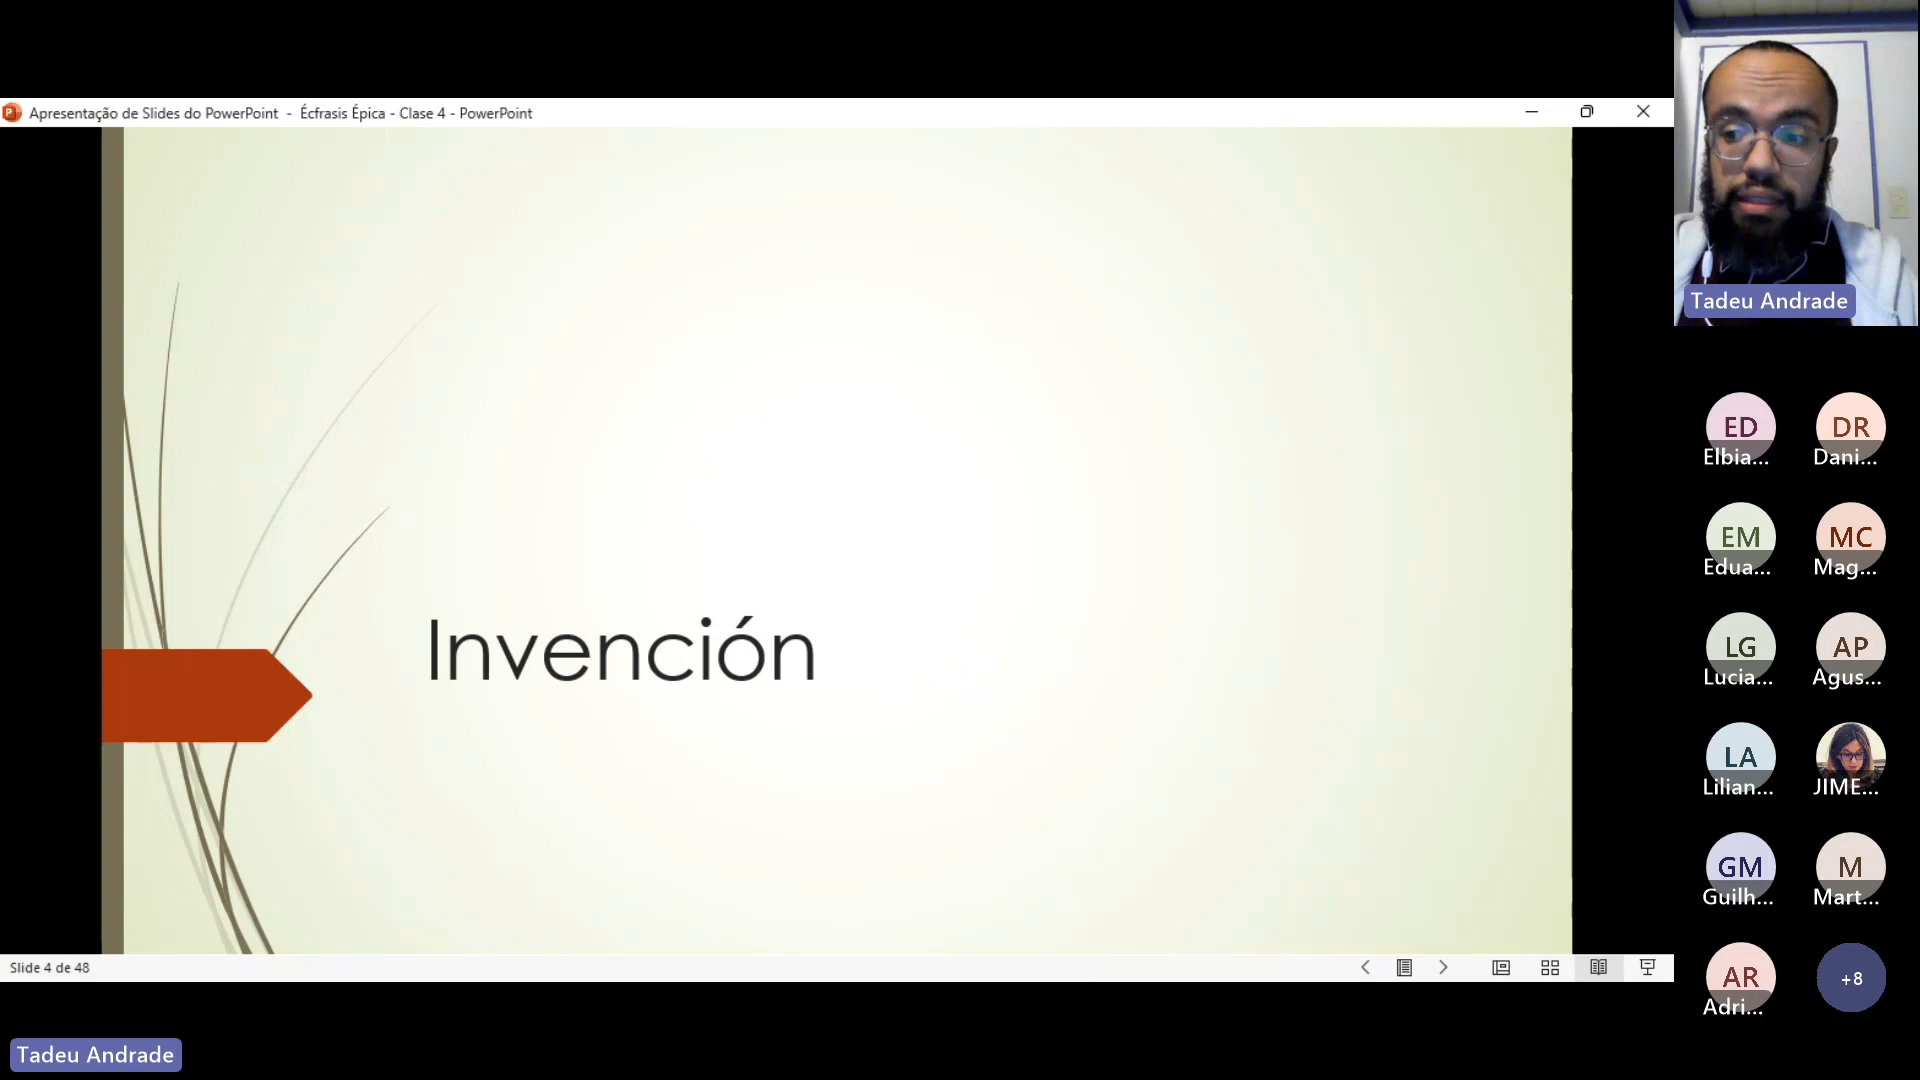 Apresentação de Slides do PowerPoint - Écfrasis Épica - Clase 4 - PowerPoint
Invención
Slide 4 de 48
Tadeu Andrade
Tadeu Andrade
ED
Elbia...
DR
Dani...
EM
Edua...
MC
Mag...
LG
Lucia...
AP
Agus...
LA
Lilian...
JIME...
GM
Guilh...
M
Mart...
AR
Adri...
+8